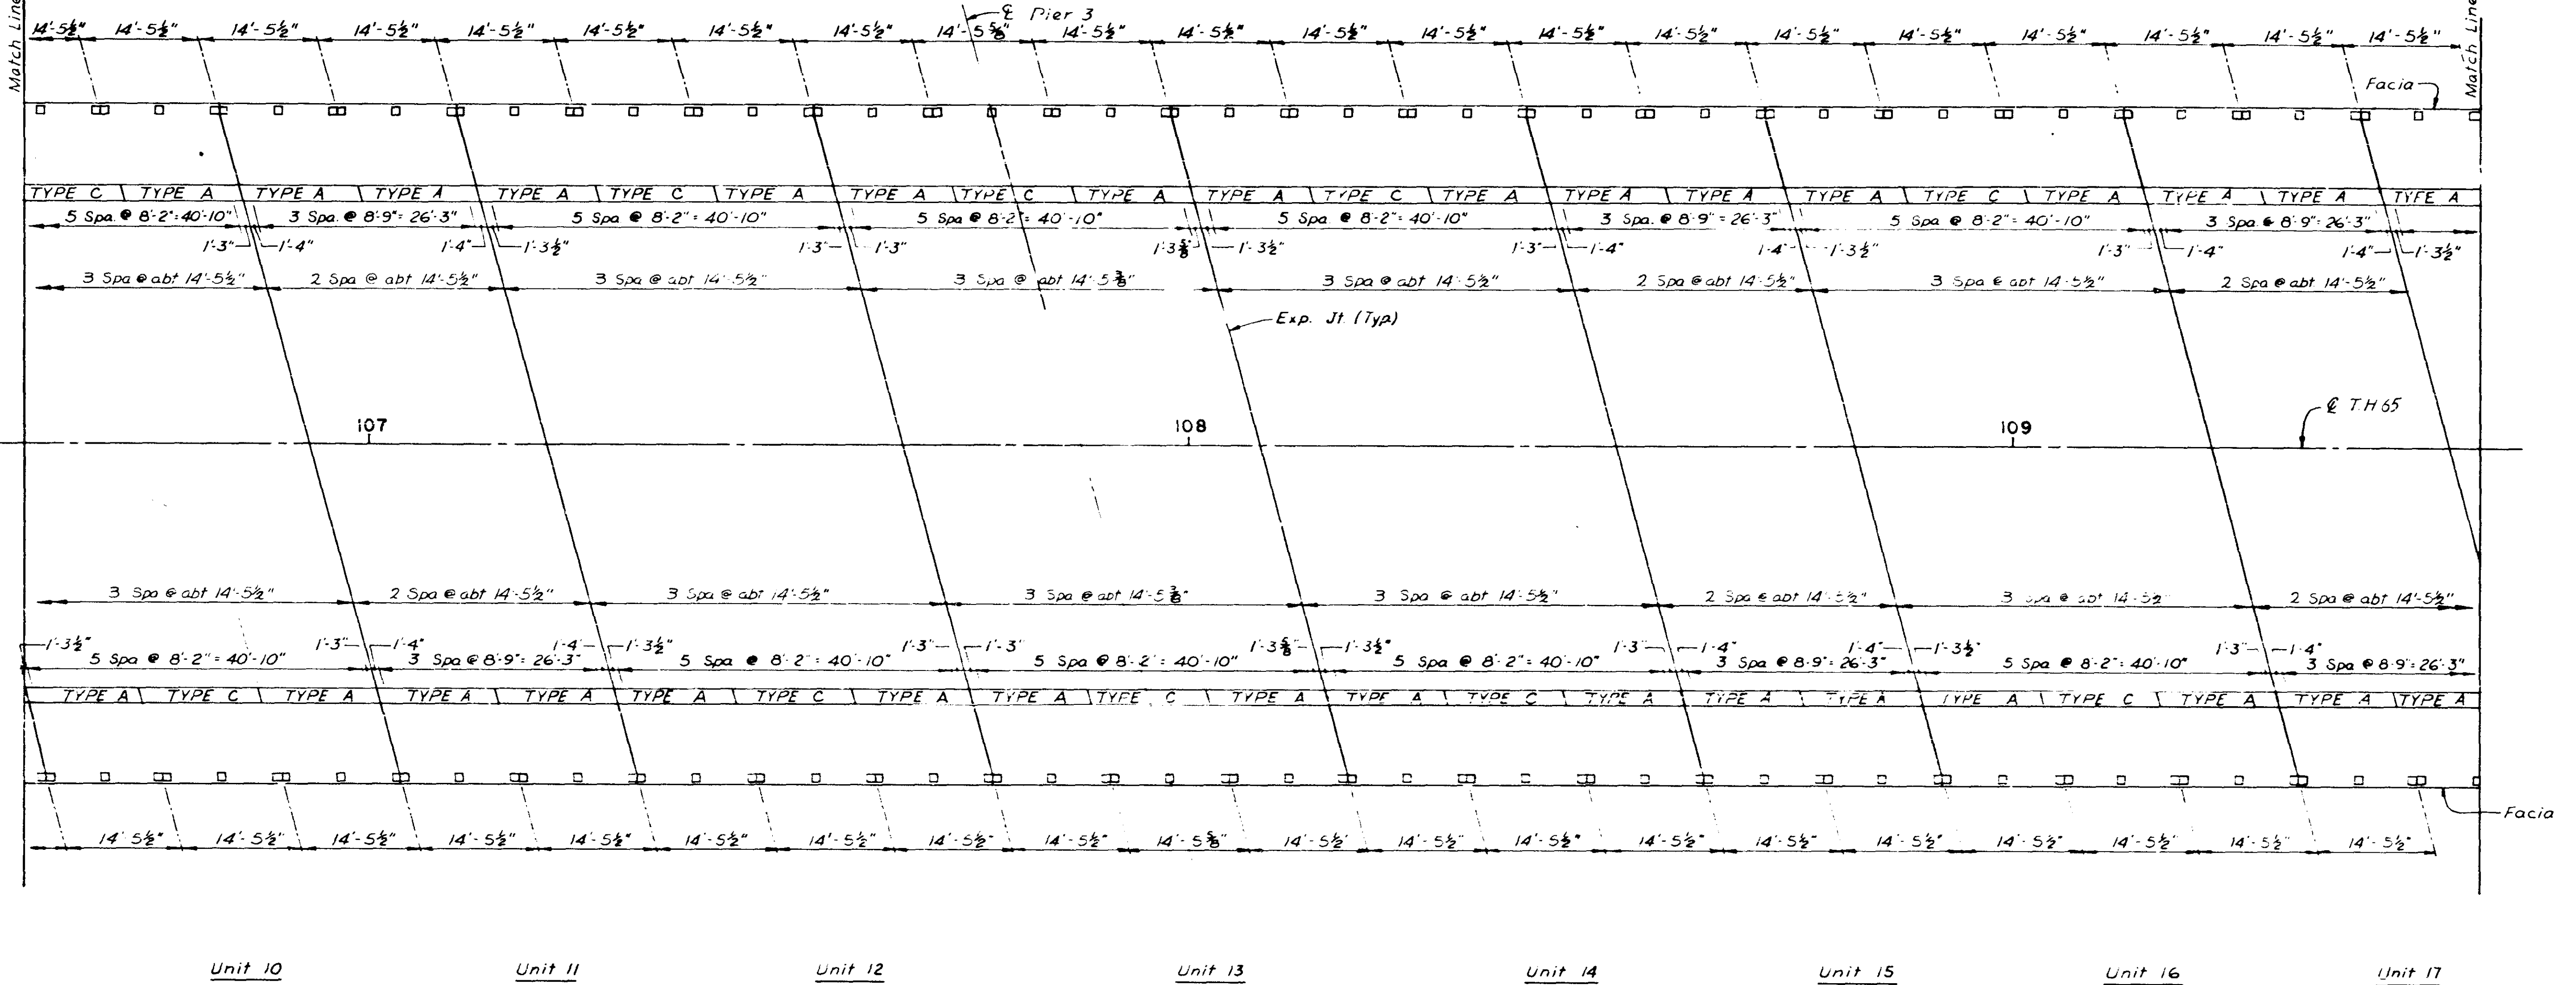 Match Line
Match Line
℄ Pier 3
14'-5½" 14'-5½" 14'-5½" 14'-5½" 14'-5½" 14'-5½" 14'-5½" 14'-5½" 14'-5⅝" 14'-5½" 14'-5½" 14'-5½" 14'-5½" 14'-5½" 14'-5½" 14'-5½" 14'-5½" 14'-5½" 14'-5½" 14'-5½" 14'-5½"
Facia
TYPE C TYPE A TYPE A TYPE A TYPE A TYPE C TYPE A TYPE A TYPE C TYPE A TYPE A TYPE C TYPE A TYPE A TYPE A TYPE A TYPE C TYPE A TYPE A TYPE A TYPE A
5 Spa. @ 8'-2"= 40'-10" 3 Spa. @ 8'-9"= 26'-3" 5 Spa @ 8'-2" = 40'-10" 5 Spa @ 8'-2"= 40'-10" 5 Spa @ 8'-2"= 40'-10" 3 Spa. @ 8'-9"= 26'-3" 5 Spa @ 8'-2"= 40'-10" 3 Spa @ 8'-9"= 26'-3"
1'-3" 1'-4" 1'-4" 1'-3½" 1'-3" 1'-3" 1'-3⅝" 1'-3½" 1'-3" 1'-4" 1'-4" 1'-3½" 1'-3" 1'-4" 1'-4" 1'-3½"
3 Spa @ abt 14'-5½" 2 Spa @ abt 14'-5½" 3 Spa @ abt 14'-5½" 3 Spa @ abt 14'-5⅜" 3 Spa @ abt 14'-5½" 2 Spa @ abt 14'-5½" 3 Spa @ abt 14'-5½" 2 Spa @ abt 14'-5½"
Exp. Jt. (Typ)
℄ T.H 65
107 108 109
3 Spa @ abt 14'-5½" 2 Spa @ abt 14'-5½" 3 Spa @ abt 14'-5½" 3 Spa @ abt 14'-5⅜" 3 Spa @ abt 14'-5½" 2 Spa @ abt 14'-5½" 3 Spa @ abt 14'-5½ 2 Spa @ abt 14'-5½"
1'-3½" 1'-3" 1'-4" 1'-4" 1'-3½" 1'-3" 1'-3" 1'-3⅝" 1'-3½" 1'-3" 1'-4" 1'-4" 1'-3½" 1'-3" 1'-4"
5 Spa @ 8'-2" = 40'-10" 3 Spa @ 8'-9"= 26'-3" 5 Spa @ 8'-2" = 40'-10" 5 Spa @ 8'-2" = 40'-10" 5 Spa @ 8'-2"= 40'-10" 3 Spa @ 8'-9"= 26'-3" 5 Spa @ 8'-2"= 40'-10" 3 Spa @ 8'-9"= 26'-3"
TYPE A TYPE C TYPE A TYPE A TYPE A TYPE A TYPE C TYPE A TYPE A TYPE C TYPE A TYPE A TYPE C TYPE A TYPE A TYPE A TYPE A TYPE C TYPE A TYPE A TYPE A
Facia
14'-5½" 14'-5½" 14'-5½" 14'-5½" 14'-5½" 14'-5½" 14'-5½" 14'-5½" 14'-5½" 14'-5⅝" 14'-5½" 14'-5½" 14'-5½" 14'-5½" 14'-5½" 14'-5½" 14'-5½" 14'-5½" 14'-5½" 14'-5½"
Unit 10 Unit 11 Unit 12 Unit 13 Unit 14 Unit 15 Unit 16 Unit 17